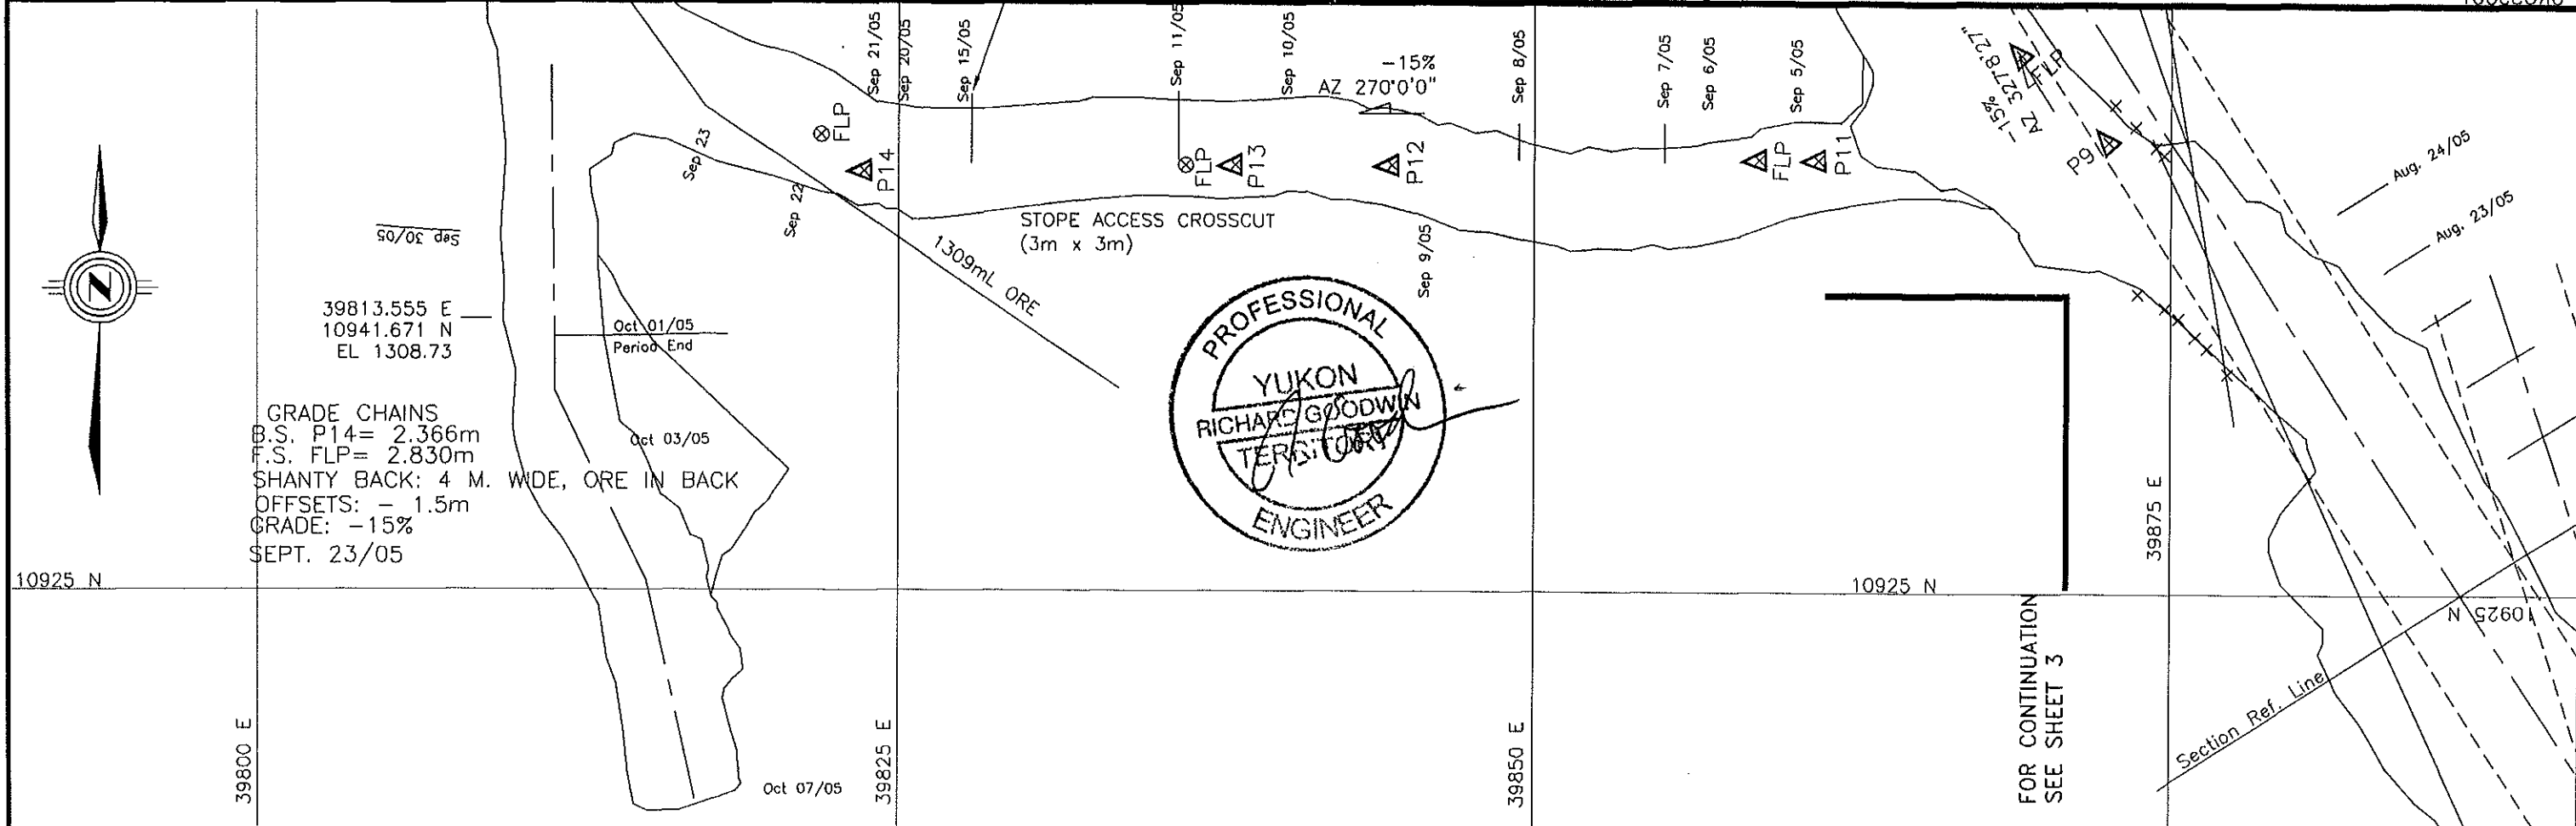 Sep 21/05
Sep 20/05
Sep 15/05
Sep 11/05
Sep 10/05
-15%
AZ 270°0'0"
Sep 8/05
Sep 7/05
Sep 6/05
Sep 5/05
-15%
AZ 327°8'27"
FLP
P9
Aug. 24/05
Aug. 23/05
FLP
P14
FLP
P13
P12
FLP
P11
Sep 23
Sep 22
Sep 30/05
N
STOPE ACCESS CROSSCUT
(3m x 3m)
1309mL ORE
Sep 9/05
39813.555 E
10941.671 N
EL 1308.73
Oct 01/05
Period End
PROFESSIONAL
YUKON
RICHARD GOODWIN
TERRITORY
ENGINEER
GRADE CHAINS
B.S. P14= 2.366m
F.S. FLP= 2.830m
SHANTY BACK: 4 M. WIDE, ORE IN BACK
OFFSETS: - 1.5m
GRADE: -15%
SEPT. 23/05
Oct 03/05
10925 N
10925 N
10925 N
39800 E
39825 E
39850 E
39875 E
Oct 07/05
FOR CONTINUATION
SEE SHEET 3
Section Ref. Line